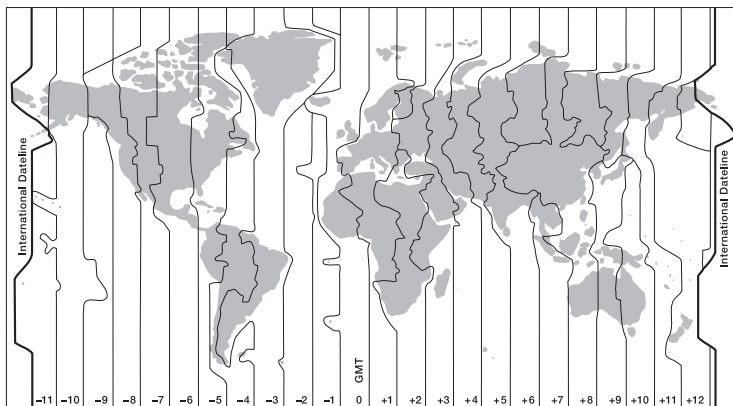 International Dateline
International Dateline
GMT
−11 −10 −9 −8 −7 −6 −5 −4 −3 −2 −1 0 +1 +2 +3 +4 +5 +6 +7 +8 +9 +10 +11 +12